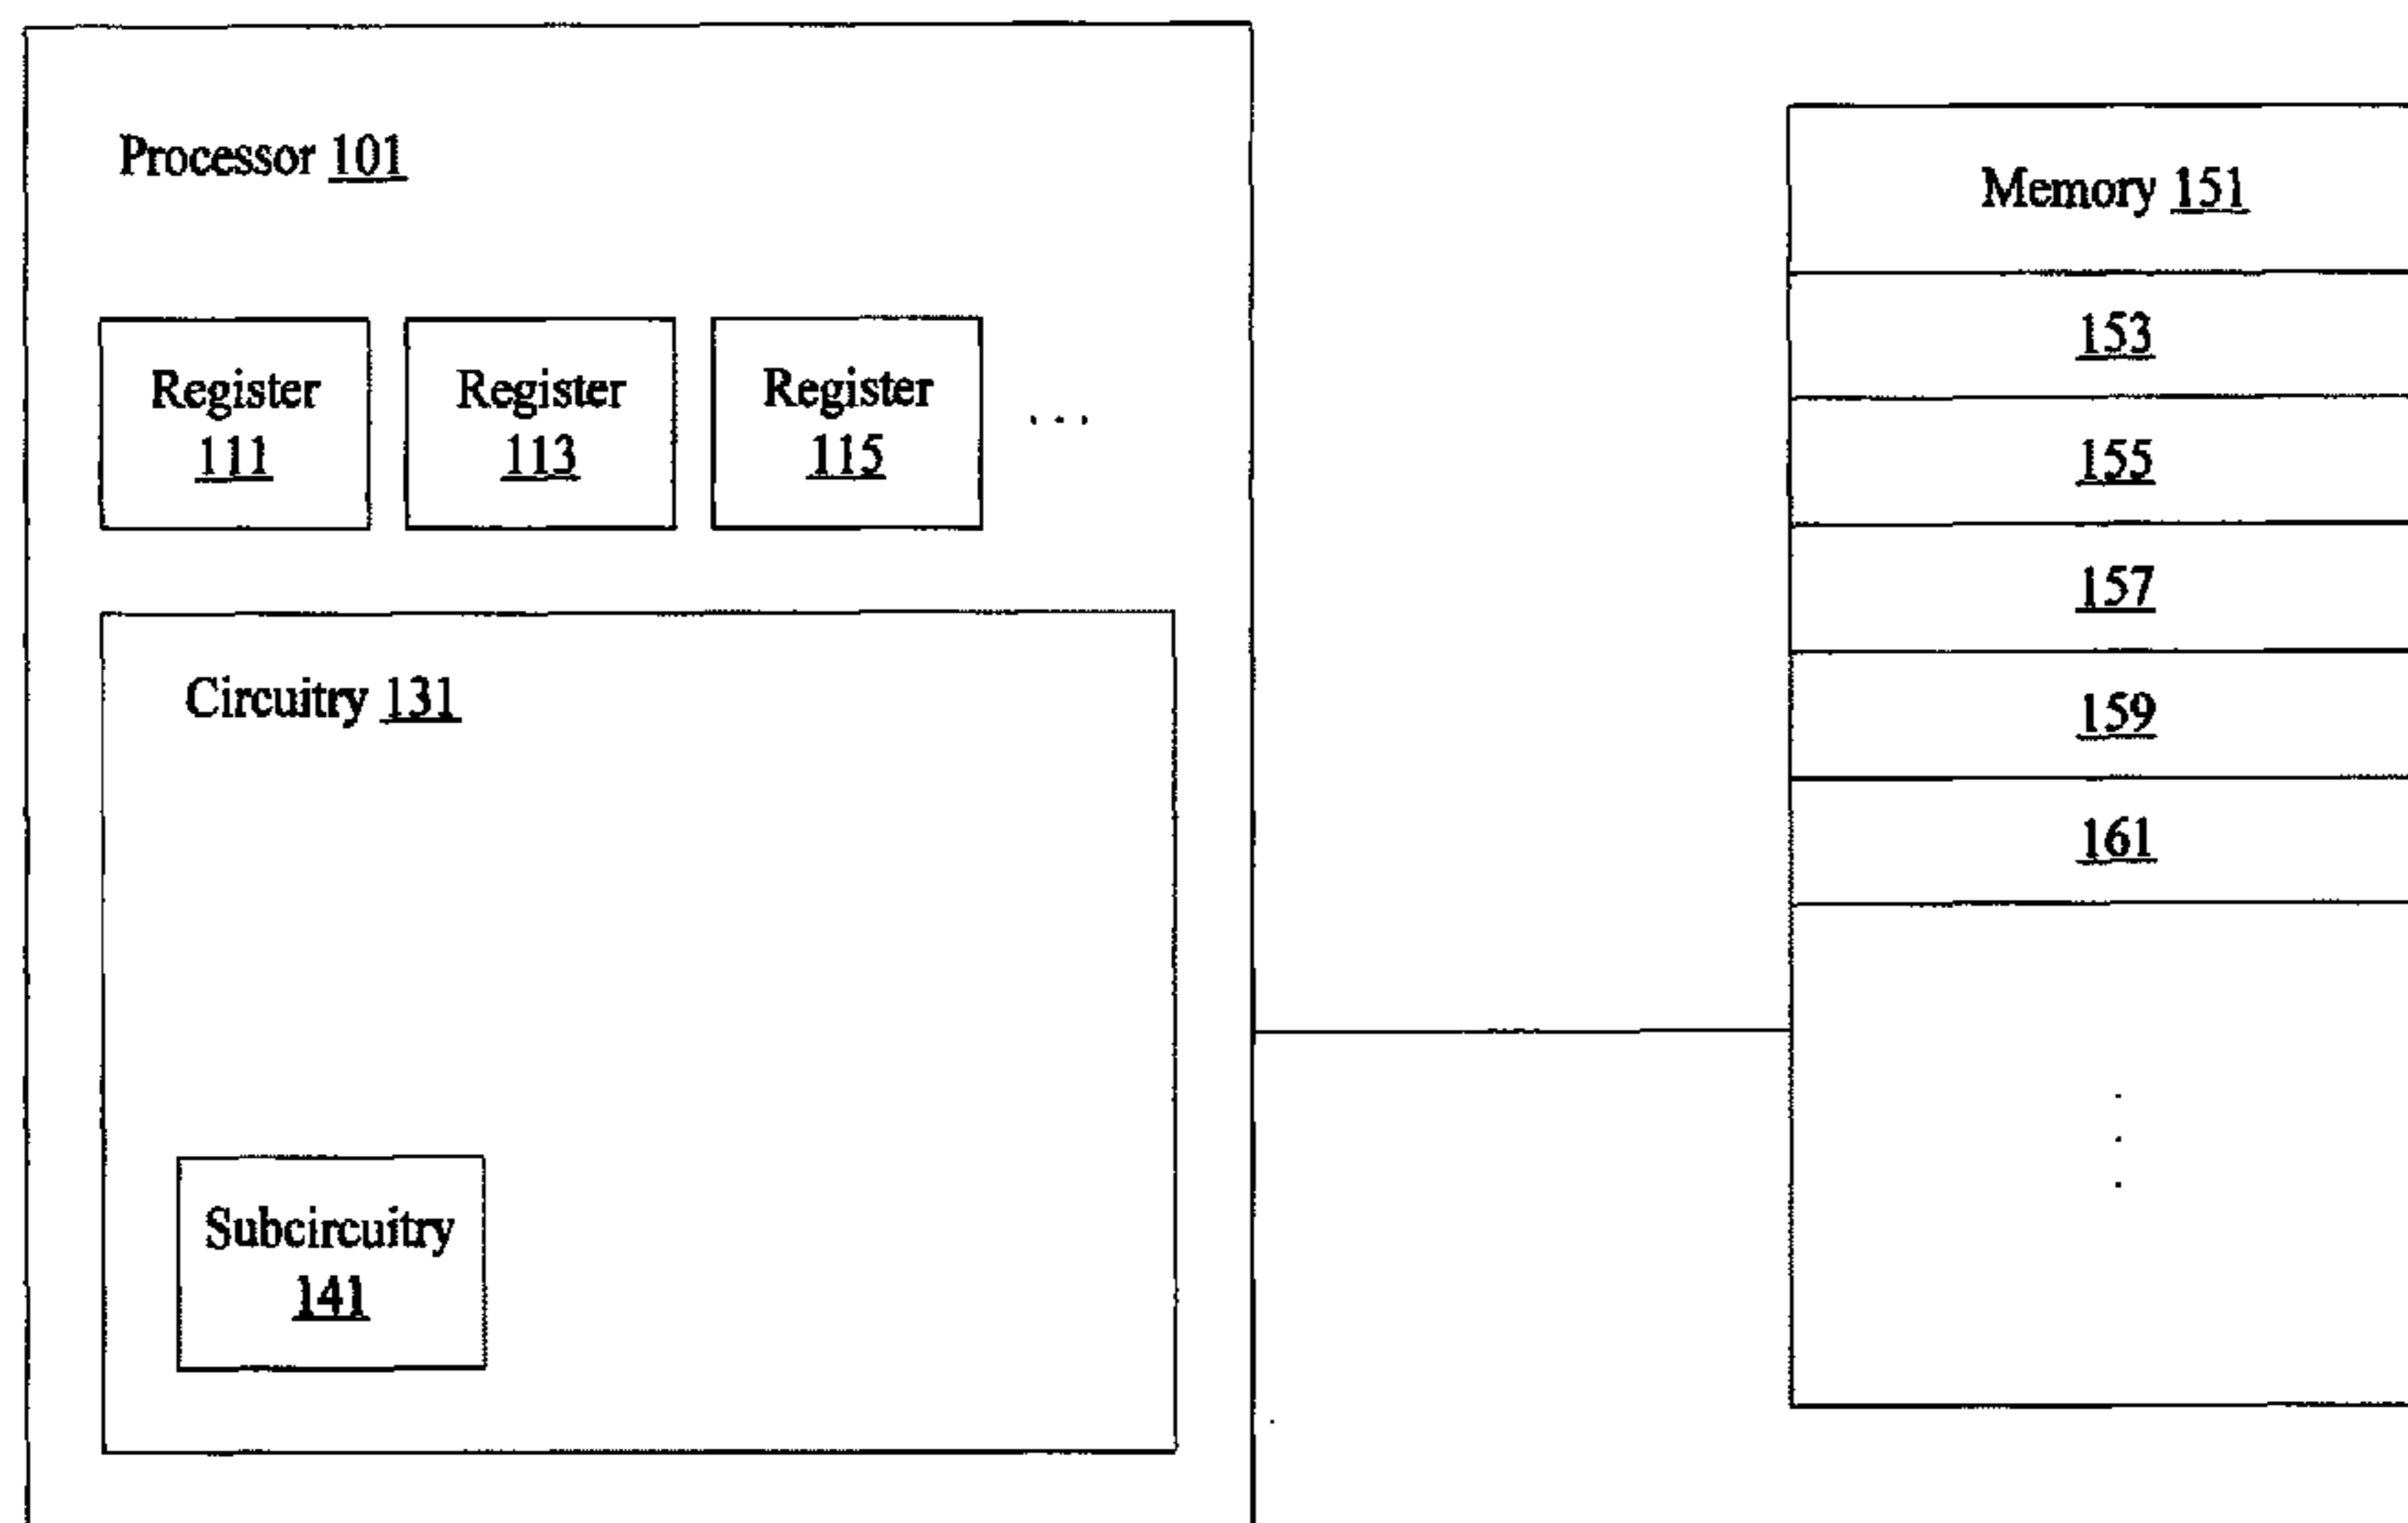 Processor 101
Register
111
Register
113
Register
115
...
Circuitry 131
Subcircuitry
141
Memory 151
153
155
157
159
161